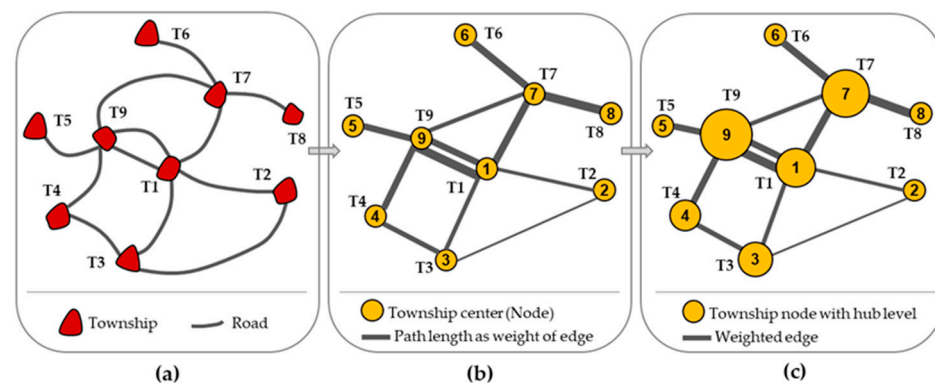 T6
T7
T9
T5
T8
T1
T2
T4
T3
Township
Road
(a)
6
T6
T7
7
T5
T9
8
5
9
T8
1
T1
T2
2
T4
4
T3
3
Township center (Node)
Path length as weight of edge
(b)
6
T6
T7
7
T9
T5
8
5
9
T8
1
T1
T2
2
T4
4
T3
3
Township node with hub level
Weighted edge
(c)